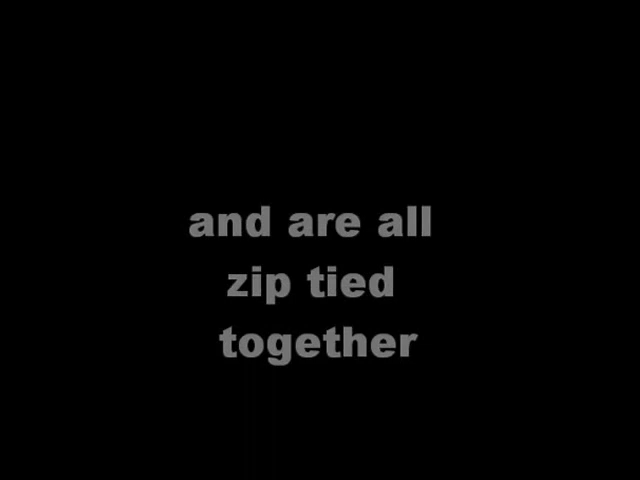 and are all
zip tied
together